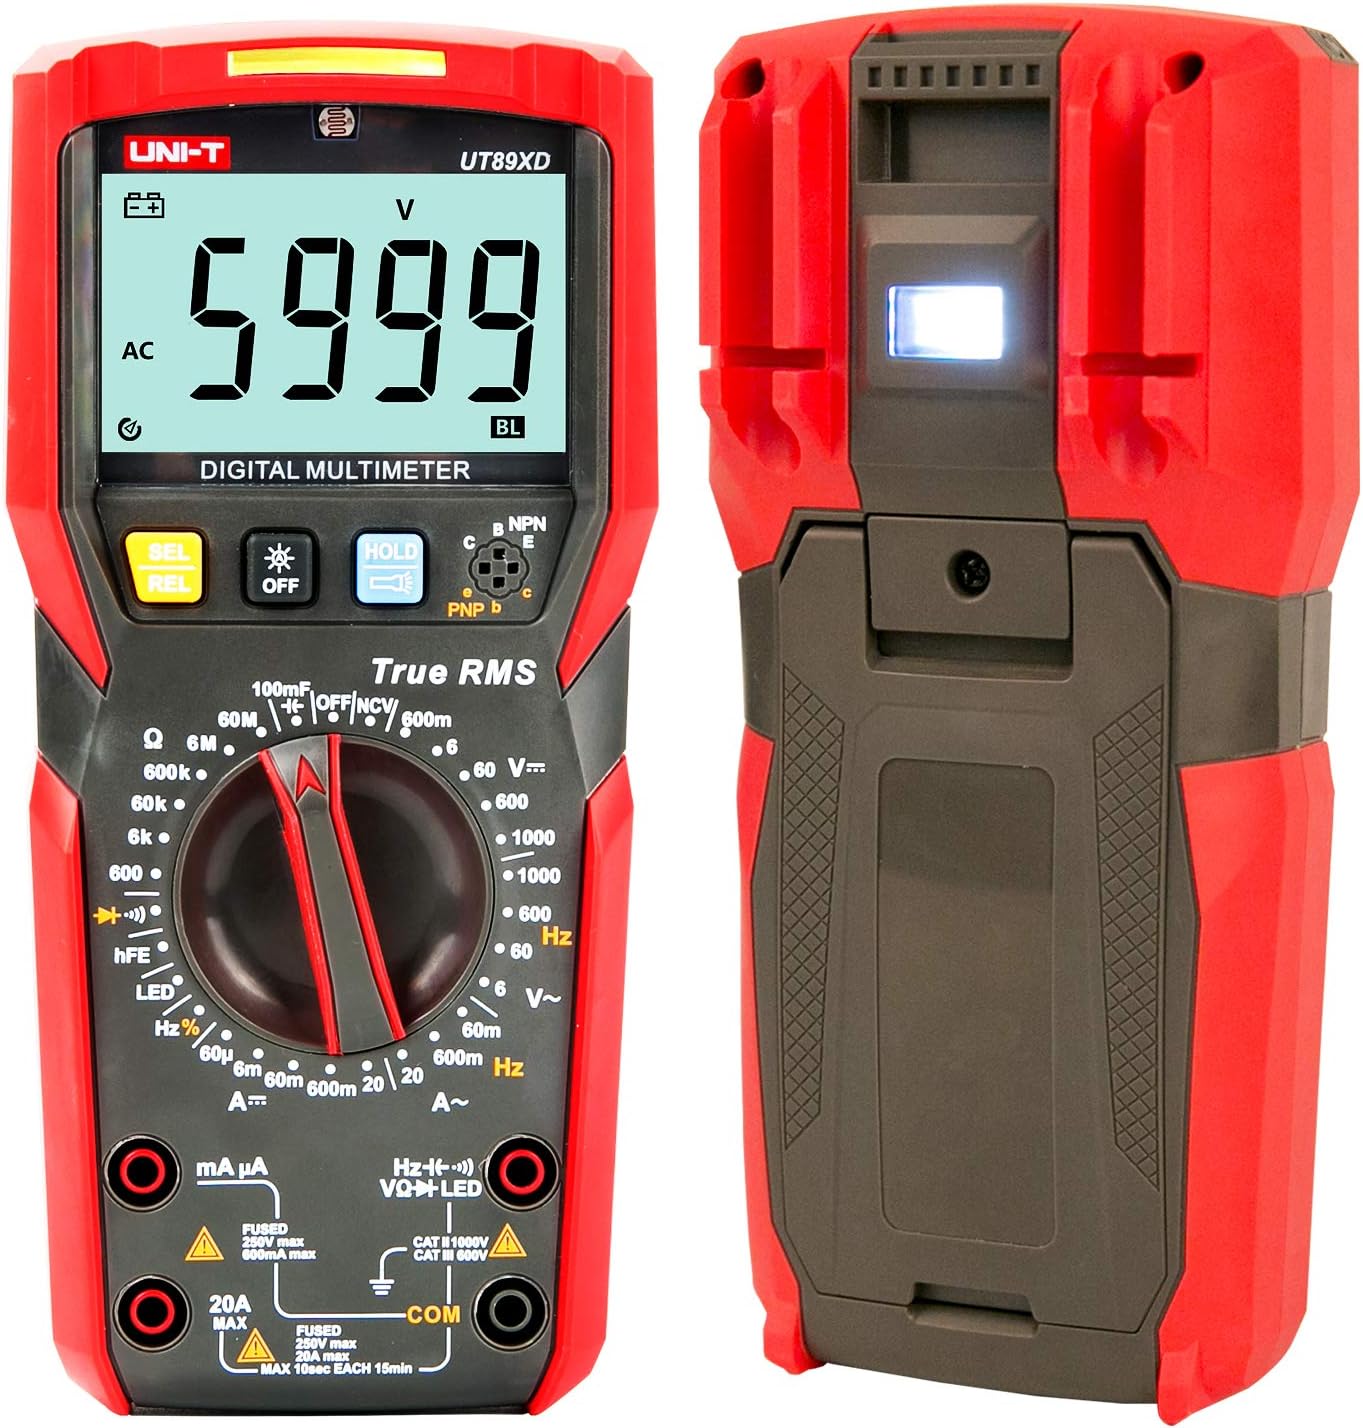 UNI-T
UT89XD
V
5999
AC
BL
DIGITAL MULTIMETER
SEL
REL
OFF
HOLD
NPN
C B E
e b c
PNP
True RMS
100mF
OFF
NCV
600m
60M
6
Ω
6M
60
V⎓
600k
600
60k
1000
6k
1000
600
600
Hz
60
hFE
6
V~
LED
60m
Hz%
600m
Hz
60µ
6m
60m
600m
20
20
A⎓
A~
mA µA
Hz
VΩ LED
FUSED
250V max
600mA max
CAT II 1000V
CAT III 600V
20A
MAX
COM
FUSED
250V max
20A max
MAX 10sec EACH 15min